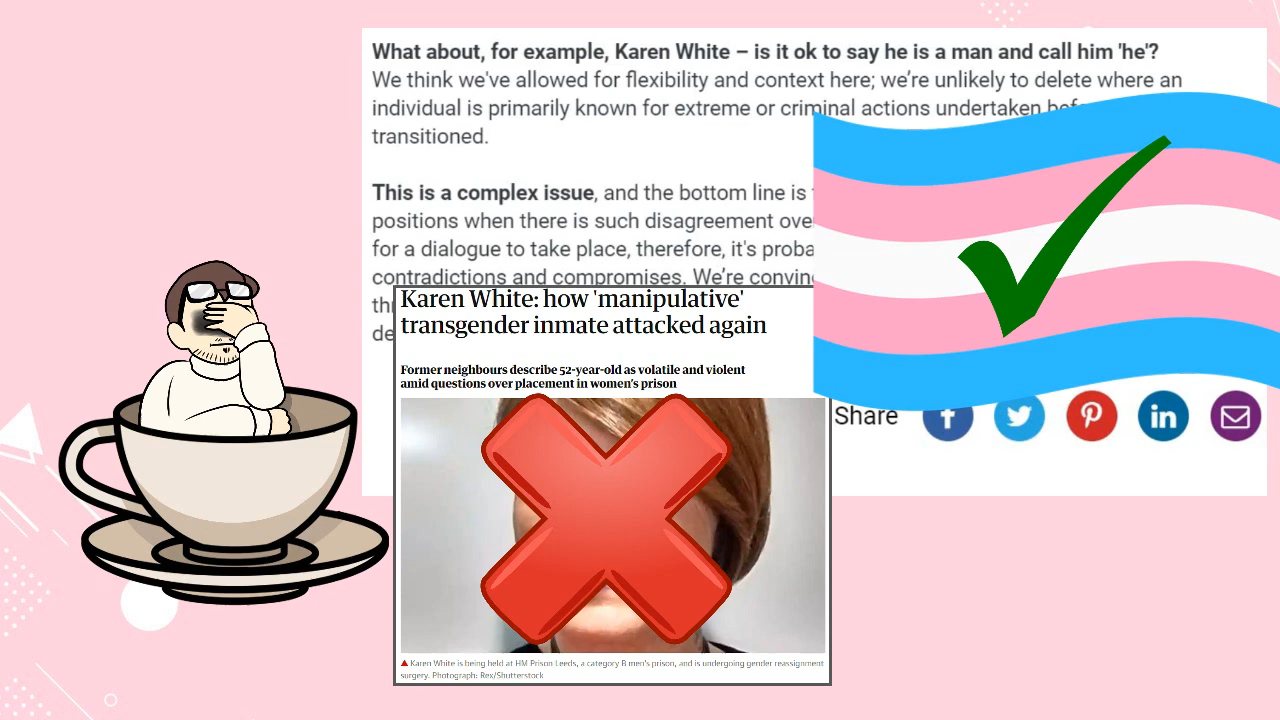 What about, for example, Karen White – is it ok to say he is a man and call him 'he'?
We think we've allowed for flexibility and context here; we're unlikely to delete where an
individual is primarily known for extreme or criminal actions undertaken
transitioned.
This is a complex issue, and the bottom line is
positions when there is such disagreement
for a dialogue to take place, therefore, it's
contradictions and compromises. We're
Karen White: how 'manipulative'
transgender inmate attacked again
Former neighbours describe 52-year-old as volatile and violent
amid questions over placement in women's prison
Share
Karen White is being held at HM Prison Leeds, a category B men's prison, and is undergoing gender reassignment
surgery. Photograph: Rex/Shutterstock